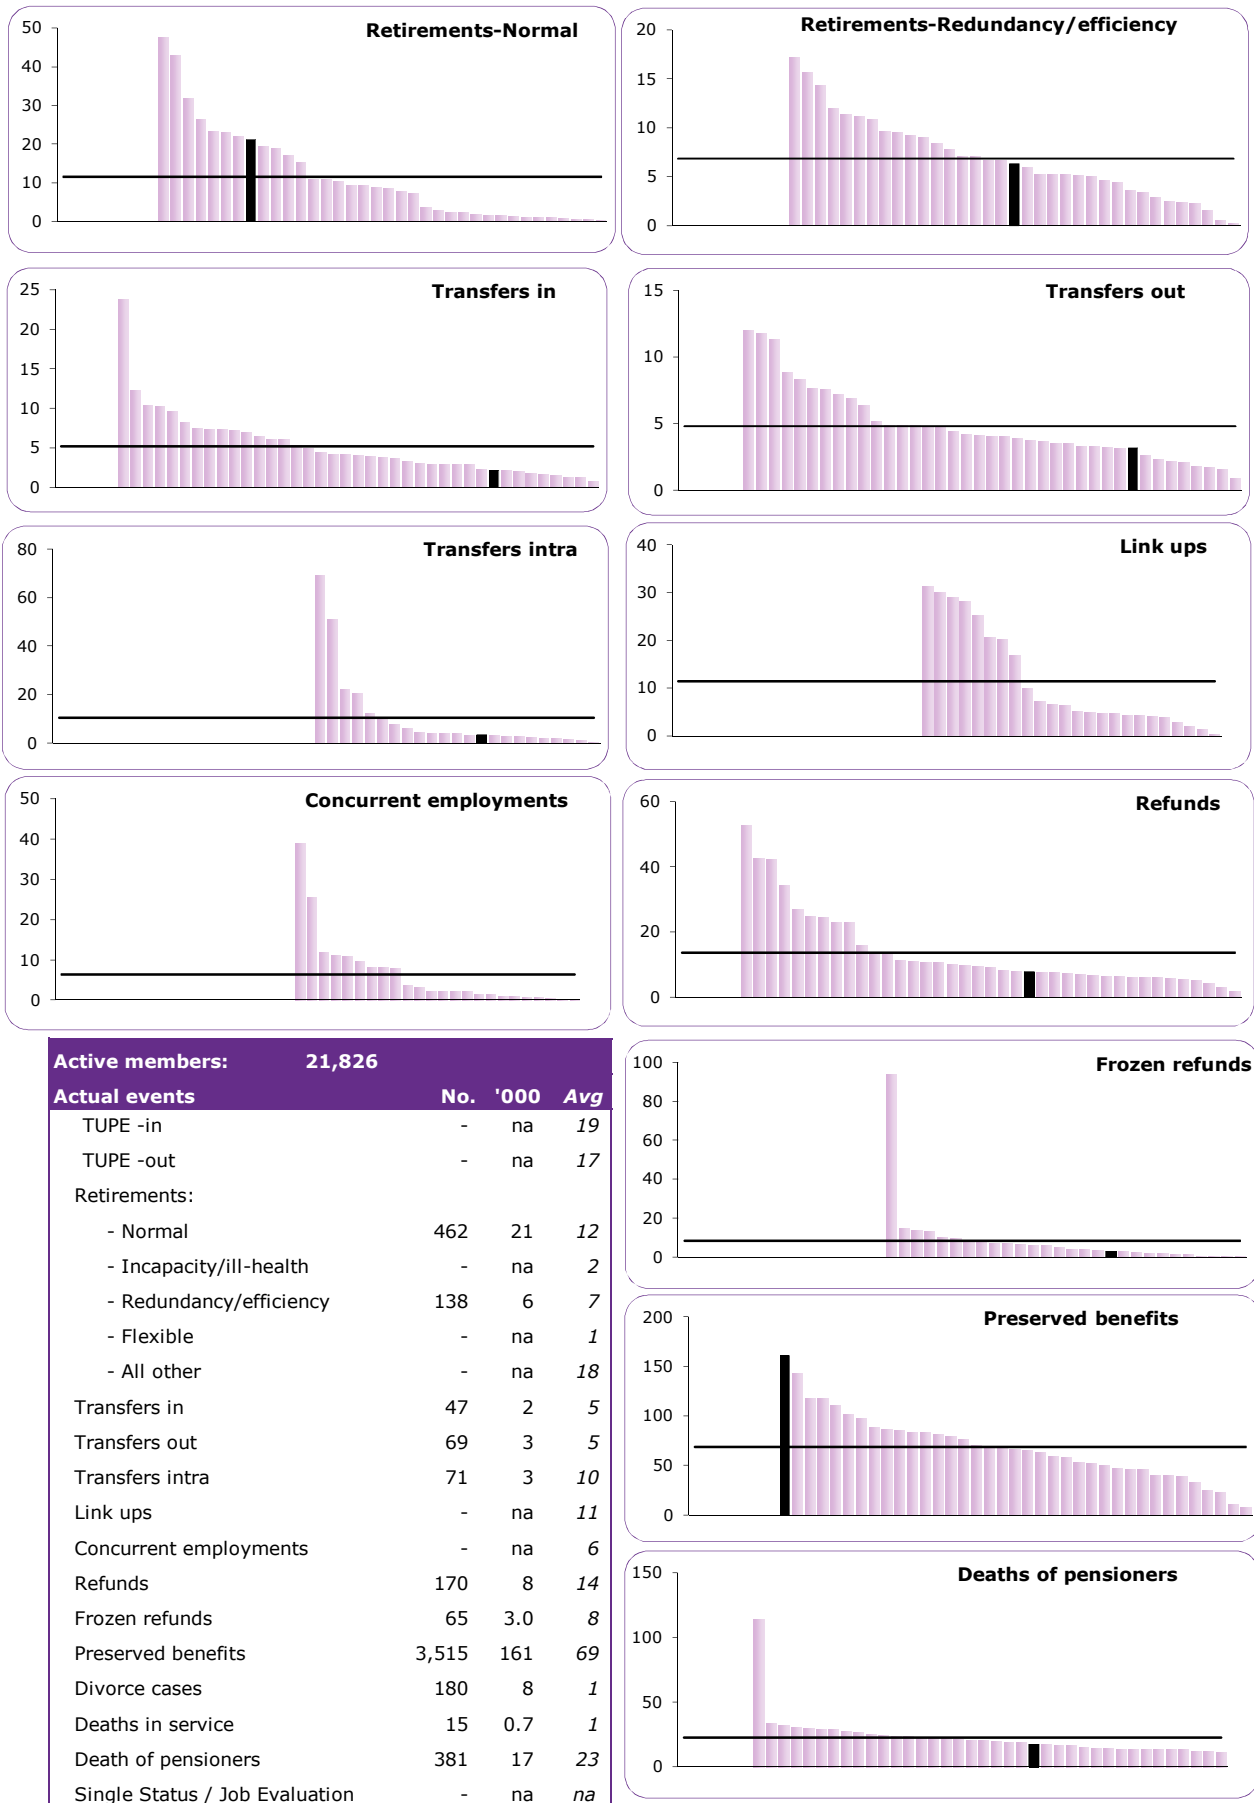 Retirements-Normal
50
40
30
20
10
0
Retirements-Redundancy/efficiency
20
15
10
5
0
Transfers in
25
20
15
10
5
0
Transfers out
15
10
5
0
Transfers intra
80
60
40
20
0
Link ups
40
30
20
10
0
Concurrent employments
50
40
30
20
10
0
Refunds
60
40
20
0
Active members: 21,826
Actual events No. '000 Avg
TUPE -in - na 19
TUPE -out - na 17
Retirements:
- Normal 462 21 12
- Incapacity/ill-health - na 2
- Redundancy/efficiency 138 6 7
- Flexible - na 1
- All other - na 18
Transfers in 47 2 5
Transfers out 69 3 5
Transfers intra 71 3 10
Link ups - na 11
Concurrent employments - na 6
Refunds 170 8 14
Frozen refunds 65 3.0 8
Preserved benefits 3,515 161 69
Divorce cases 180 8 1
Deaths in service 15 0.7 1
Death of pensioners 381 17 23
Single Status / Job Evaluation - na na
Frozen refunds
100
80
60
40
20
0
Preserved benefits
200
150
100
50
0
Deaths of pensioners
150
100
50
0